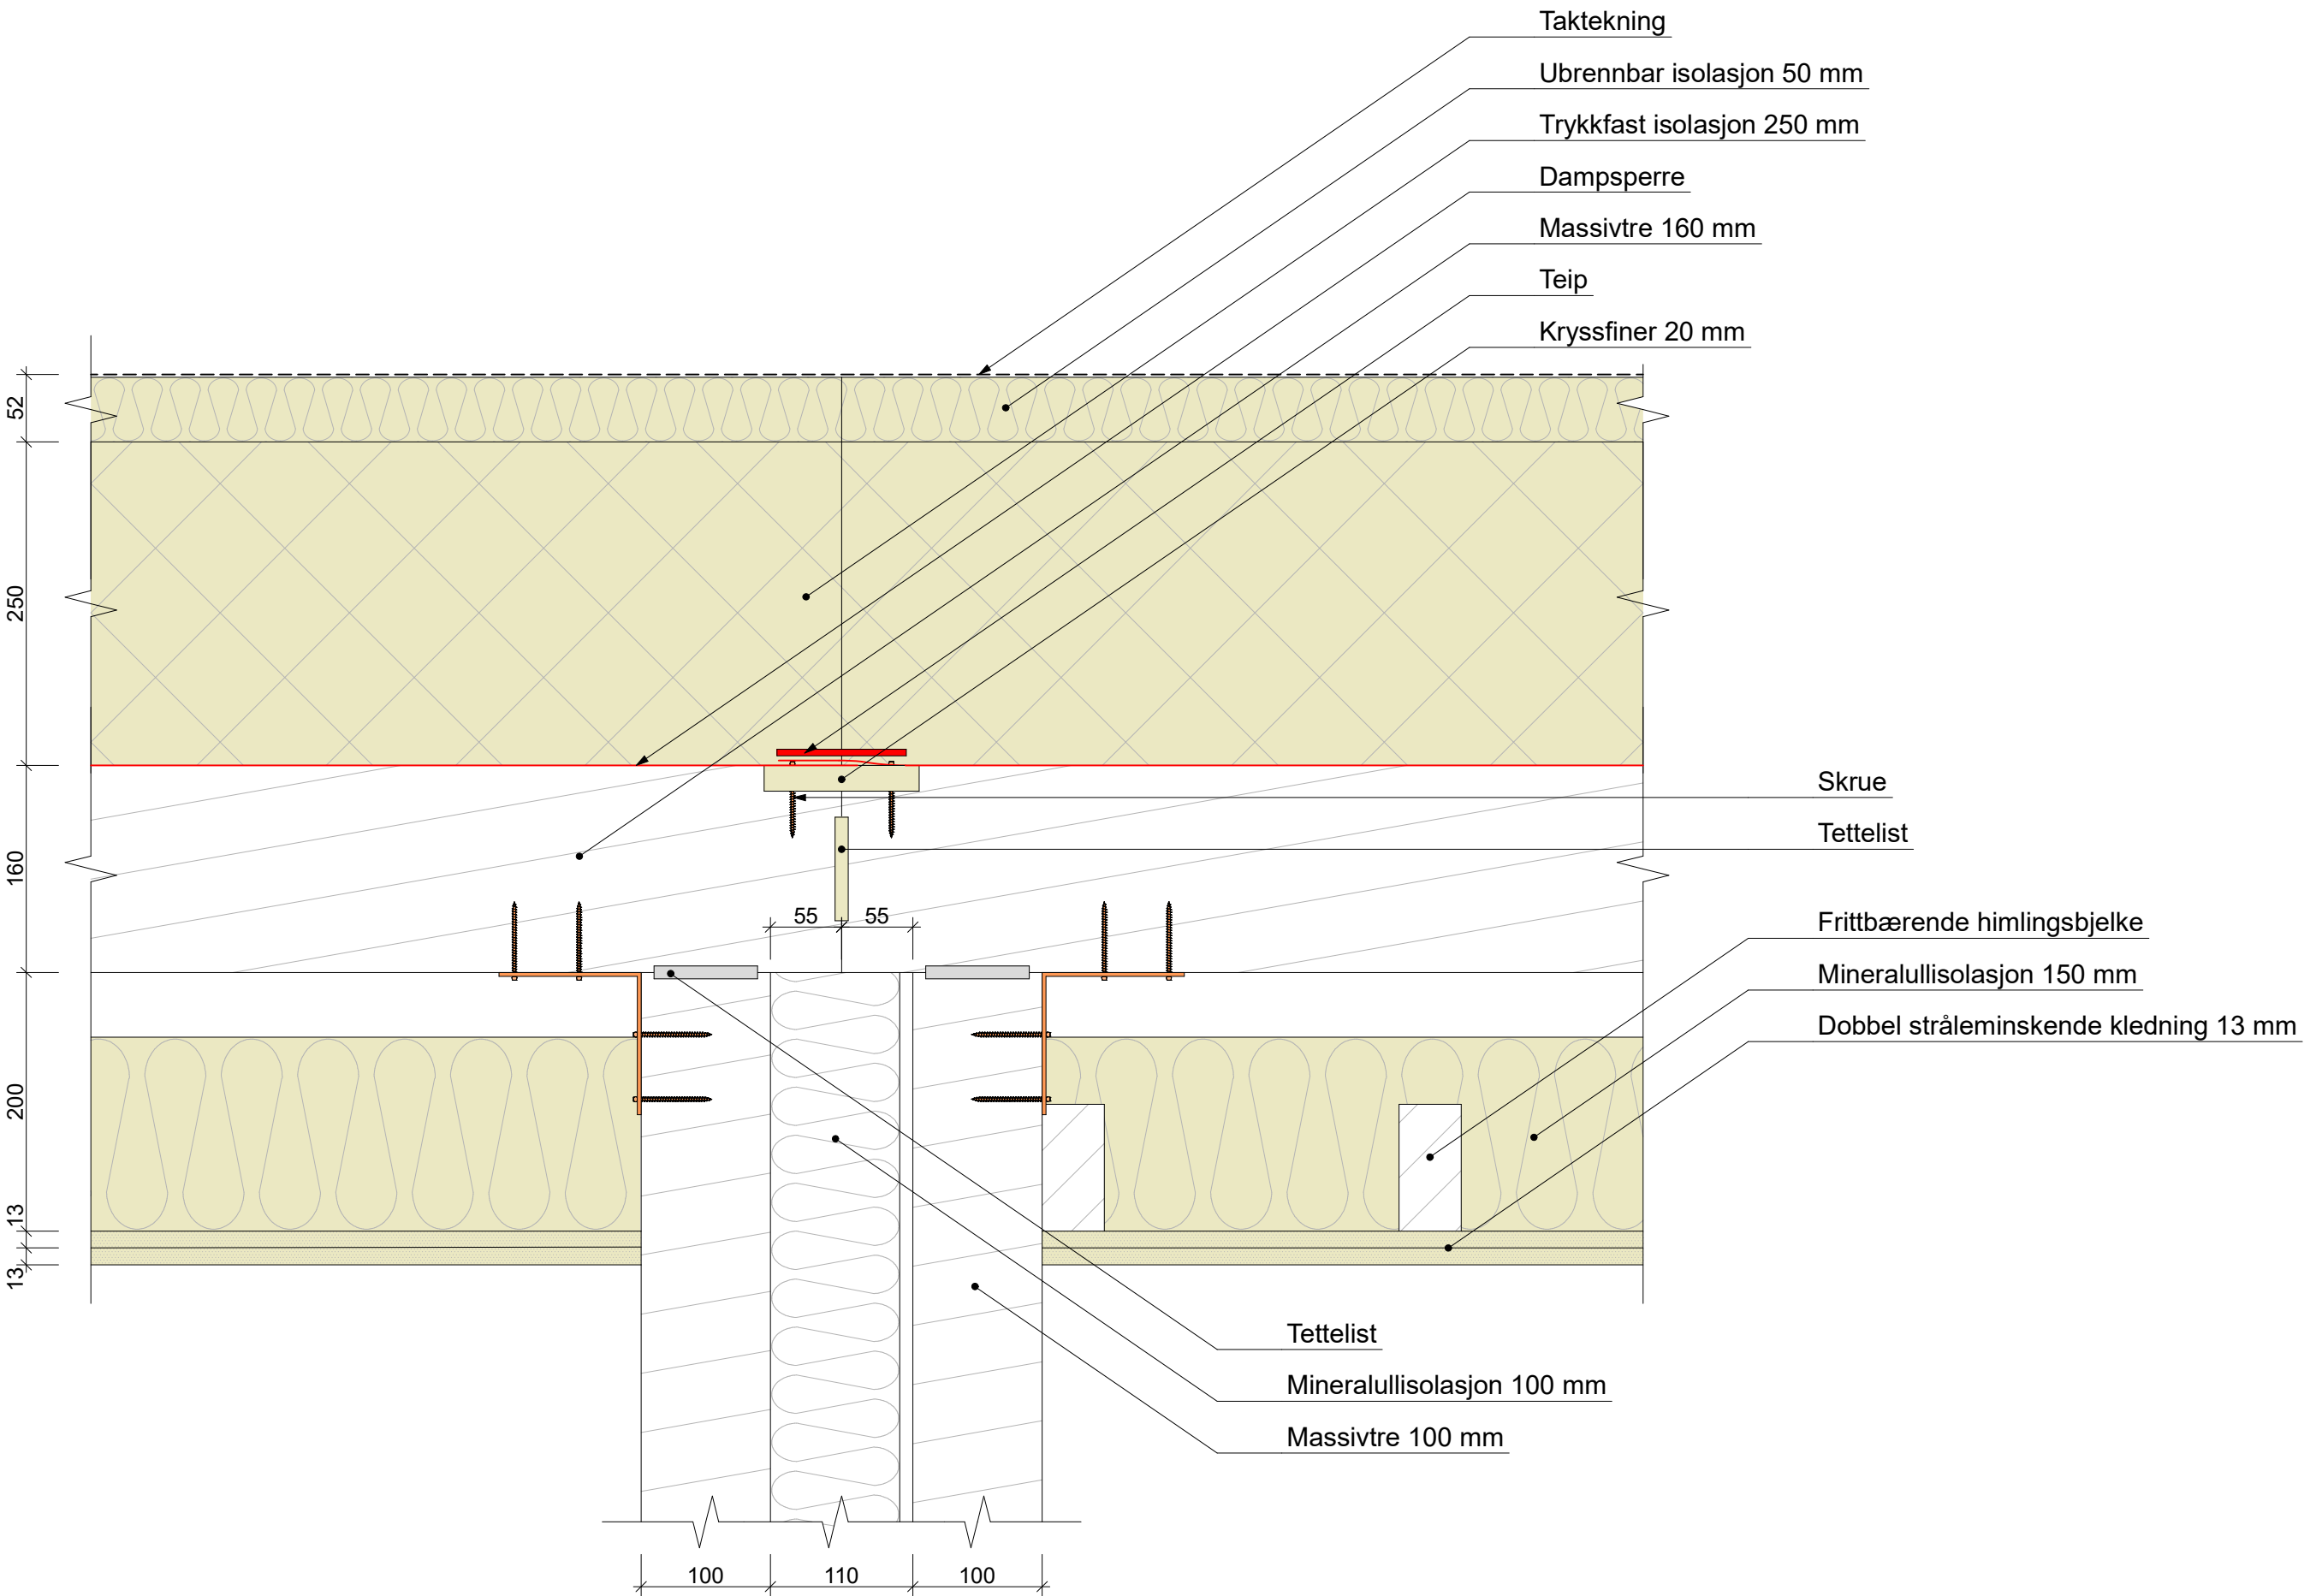 Taktekning
Ubrennbar isolasjon 50 mm
Trykkfast isolasjon 250 mm
Dampsperre
Massivtre 160 mm
Teip
Kryssfiner 20 mm
52
250
160
200
13
13
Skrue
Tettelist
55 55
Frittbærende himlingsbjelke
Mineralullisolasjon 150 mm
Dobbel stråleminskende kledning 13 mm
Tettelist
Mineralullisolasjon 100 mm
Massivtre 100 mm
100 110 100